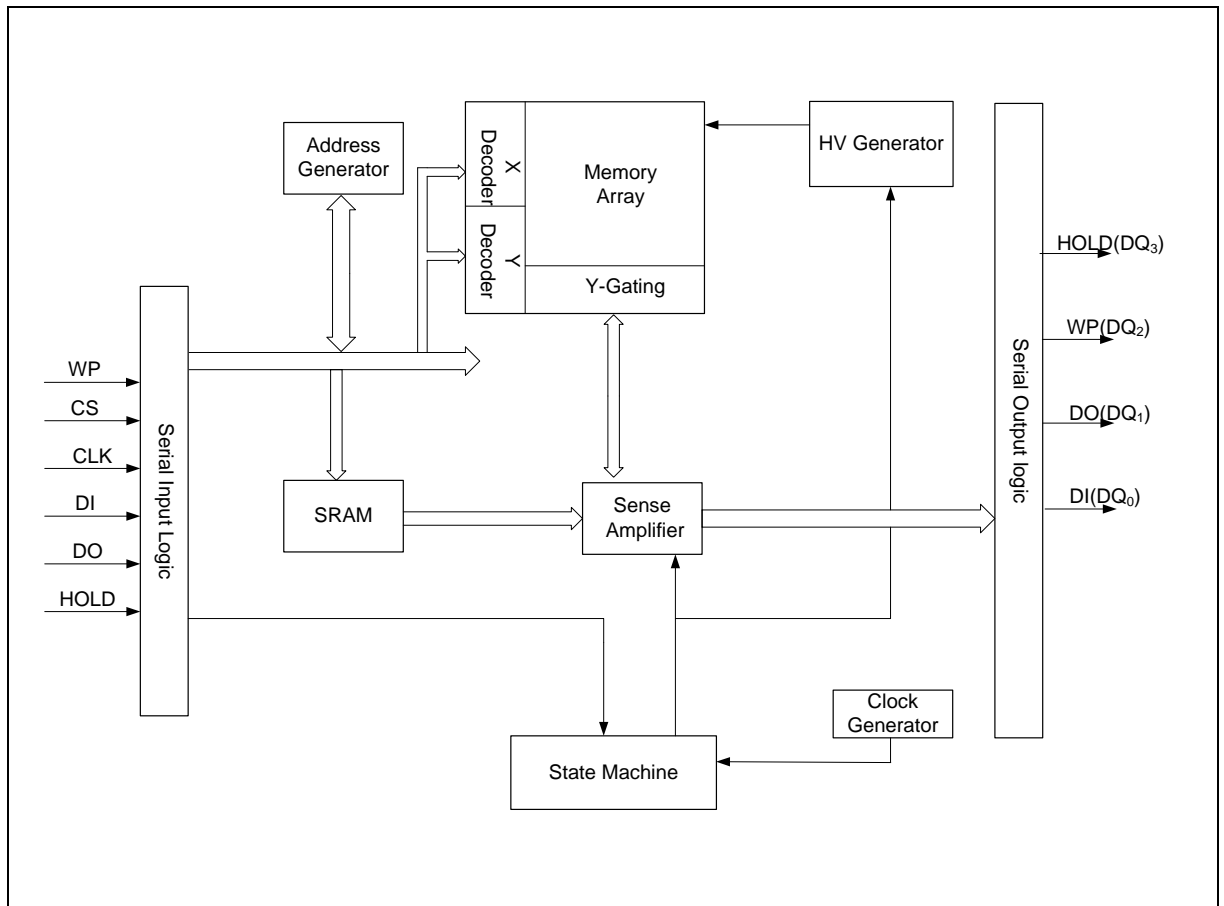 Address
Generator
X
Decoder
Y
Decoder
Memory
Array
Y-Gating
HV Generator
WP
CS
CLK
DI
DO
HOLD
Serial Input Logic
SRAM
Sense
Amplifier
State Machine
Clock
Generator
Serial Output logic
HOLD(DQ₃)
WP(DQ₂)
DO(DQ₁)
DI(DQ₀)